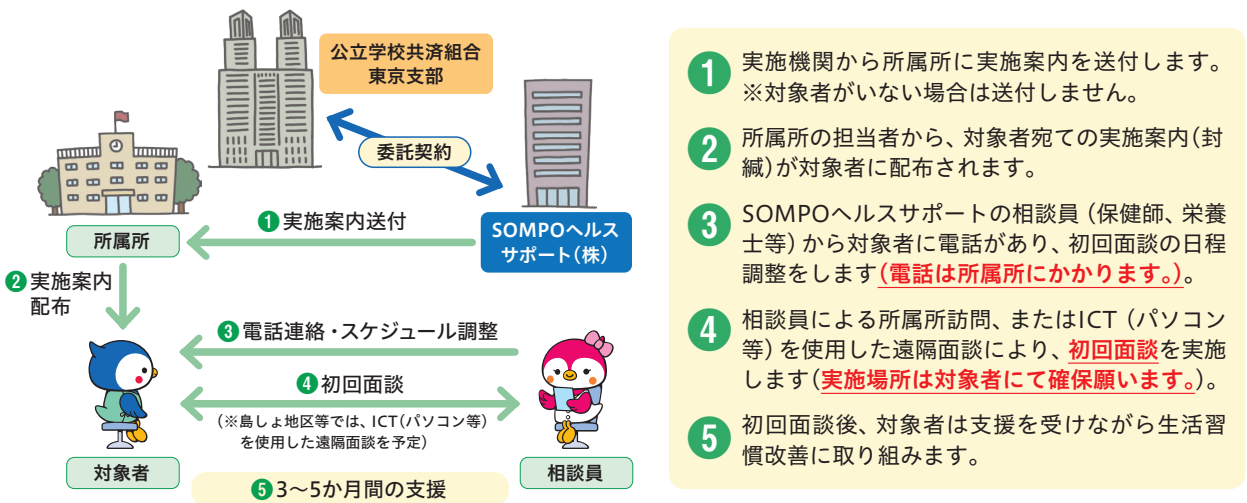 公立学校共済組合
東京支部
委託契約
❶実施案内送付
所属所
SOMPOヘルス
サポート(株)
❷実施案内
配布
❸電話連絡・スケジュール調整
❹初回面談
(※島しょ地区等では、ICT(パソコン等)
を使用した遠隔面談を予定)
対象者
相談員
❺3〜5か月間の支援
❶ 実施機関から所属所に実施案内を送付します。
※対象者がいない場合は送付しません。
❷ 所属所の担当者から、対象者宛ての実施案内(封
緘)が対象者に配布されます。
❸ SOMPOヘルスサポートの相談員(保健師、栄養
士等)から対象者に電話があり、初回面談の日程
調整をします(電話は所属所にかかります。)。
❹ 相談員による所属所訪問、またはICT(パソコン
等)を使用した遠隔面談により、初回面談を実施
します(実施場所は対象者にて確保願います。)。
❺ 初回面談後、対象者は支援を受けながら生活習
慣改善に取り組みます。